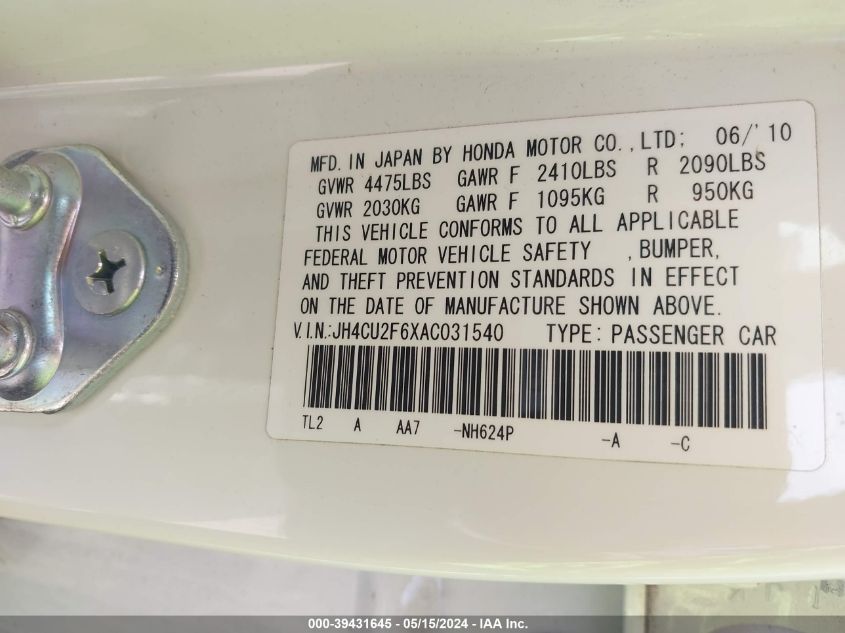 MFD. IN JAPAN BY HONDA MOTOR CO.,LTD; 06/'10
GVWR 4475LBS GAWR F 2410LBS R 2090LBS
GVWR 2030KG GAWR F 1095KG R 950KG
THIS VEHICLE CONFORMS TO ALL APPLICABLE
FEDERAL MOTOR VEHICLE SAFETY , BUMPER,
AND THEFT PREVENTION STANDARDS IN EFFECT
ON THE DATE OF MANUFACTURE SHOWN ABOVE.
V.I.N.:JH4CU2F6XAC031540 TYPE: PASSENGER CAR
TL2 A AA7 -NH624P -A -C
000-39431645 - 05/15/2024 - IAA Inc.